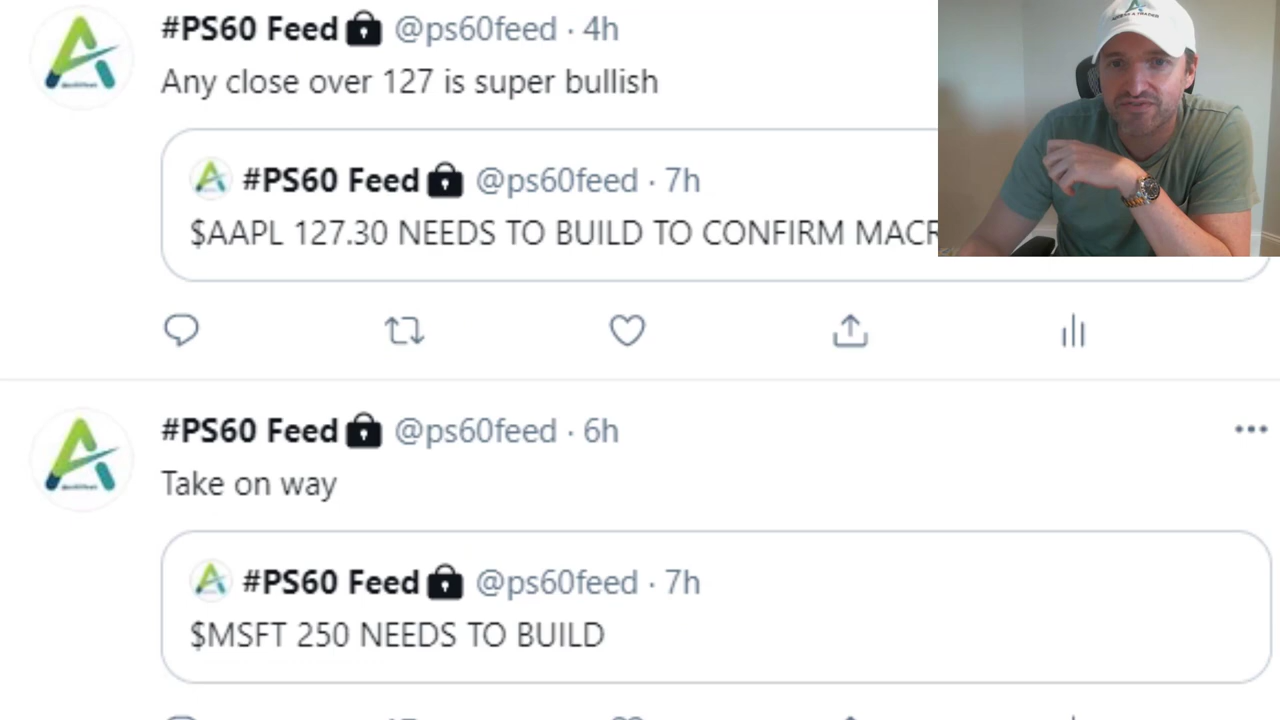 #PS60 Feed @ps60feed · 4h
Any close over 127 is super bullish
#PS60 Feed @ps60feed · 7h
$AAPL 127.30 NEEDS TO BUILD TO CONFIRM
#PS60 Feed @ps60feed · 6h
Take on way
#PS60 Feed @ps60feed · 7h
$MSFT 250 NEEDS TO BUILD